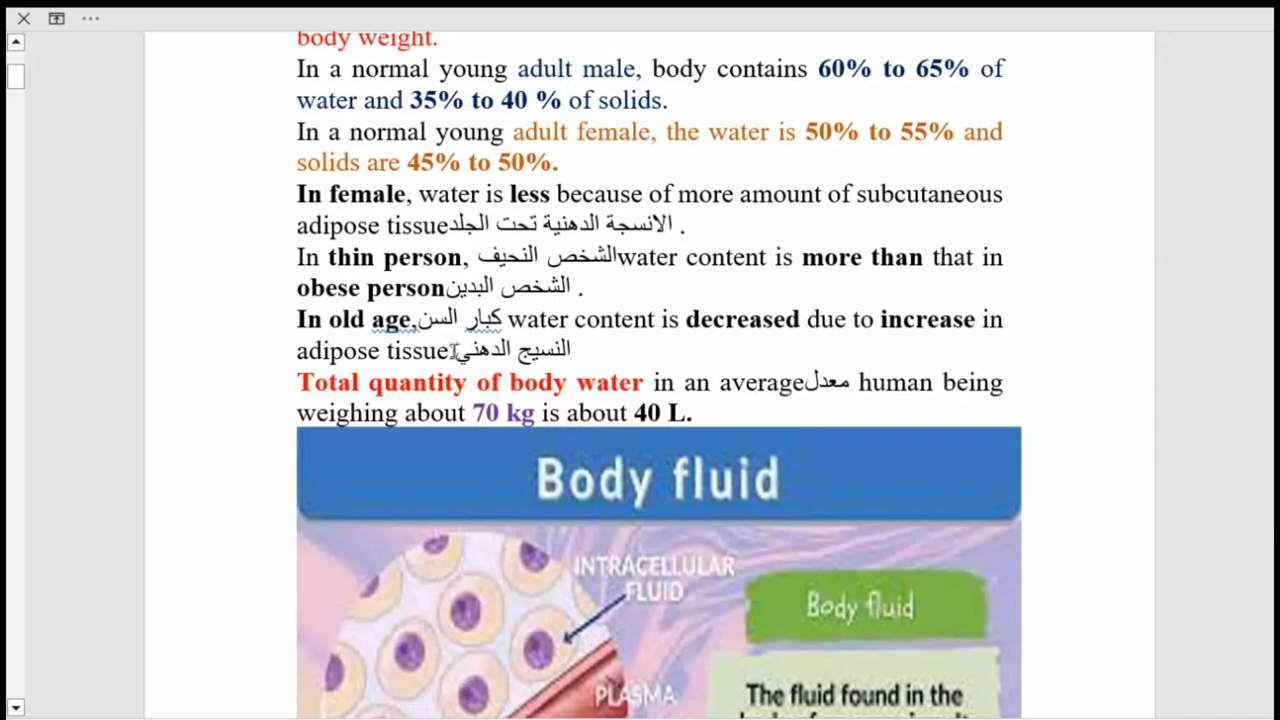 body weight.
In a normal young adult male, body contains 60% to 65% of
water and 35% to 40 % of solids.
In a normal young adult female, the water is 50% to 55% and
solids are 45% to 50%.
In female, water is less because of more amount of subcutaneous
adipose tissueالانسجة الدهنية تحت الجلد .
In thin person, الشخص النحيفwater content is more than that in
obese personالشخص البدين .
In old age,كبار السن water content is decreased due to increase in
adipose tissueالنسيج الدهني
Total quantity of body water in an averageمعدل human being
weighing about 70 kg is about 40 L.
Body fluid
INTRACELLULAR
FLUID
Body fluid
PLASMA
The fluid found in the